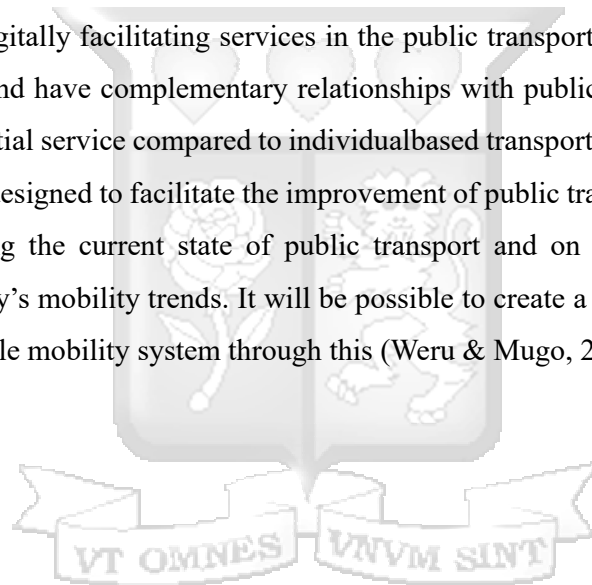 gitally facilitating services in the public transport
nd have complementary relationships with public
tial service compared to individualbased transport
designed to facilitate the improvement of public tra
ng the current state of public transport and on
y's mobility trends. It will be possible to create a
le mobility system through this (Weru & Mugo, 2
VT OMNES VNVM SINT